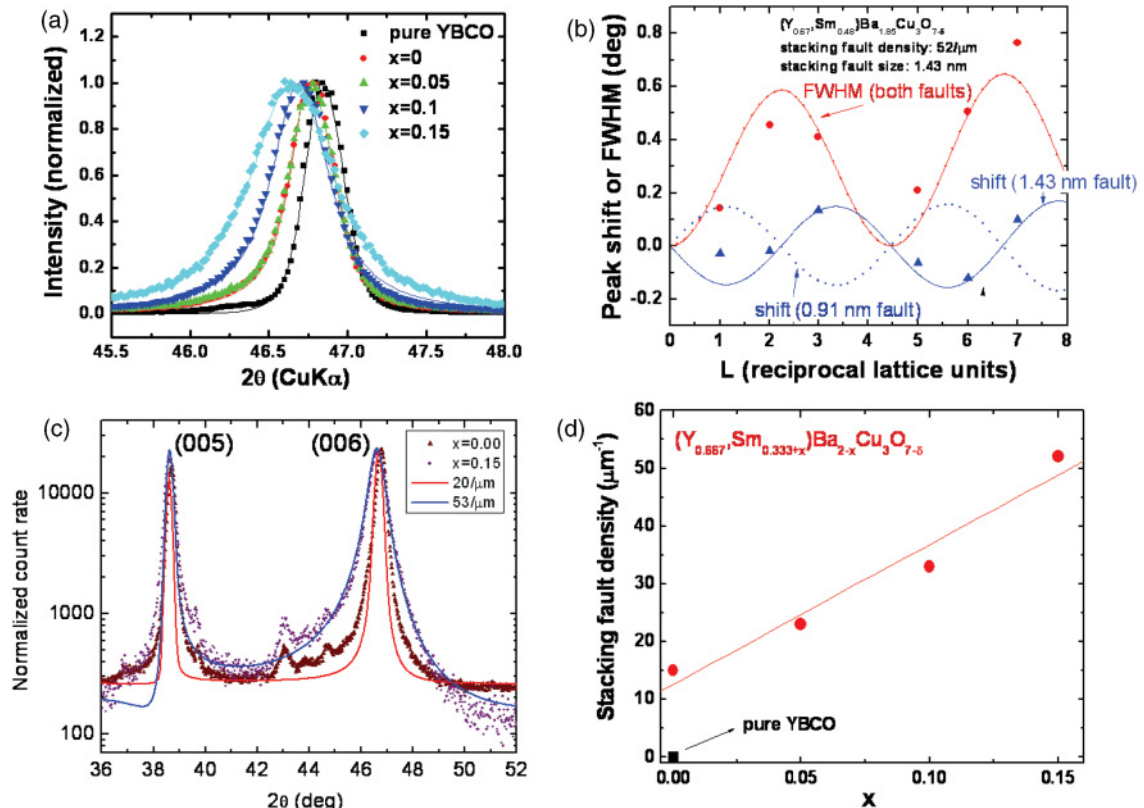 (a)
1.2
1.0
0.8
0.6
0.4
0.2
0.0
Intensity (normalized)
pure YBCO
x=0
x=0.05
x=0.1
x=0.15
45.5 46.0 46.5 47.0 47.5 48.0
2θ (CuKα)
(b)
0.8
0.6
0.4
0.2
0.0
-0.2
Peak shift or FWHM (deg)
(Y0.67,Sm0.48)Ba1.85Cu3O7-δ
stacking fault density: 52/μm
stacking fault size: 1.43 nm
FWHM (both faults)
shift (1.43 nm fault)
shift (0.91 nm fault)
0 1 2 3 4 5 6 7 8
L (reciprocal lattice units)
(c)
10000
1000
100
Normalized count rate
(005)
(006)
x=0.00
x=0.15
20/μm
53/μm
36 38 40 42 44 46 48 50 52
2θ (deg)
(d)
60
50
40
30
20
10
0
Stacking fault density (μm-1)
(Y0.667,Sm0.333+x)Ba2-xCu3O7-δ
pure YBCO
0.00 0.05 0.10 0.15
x